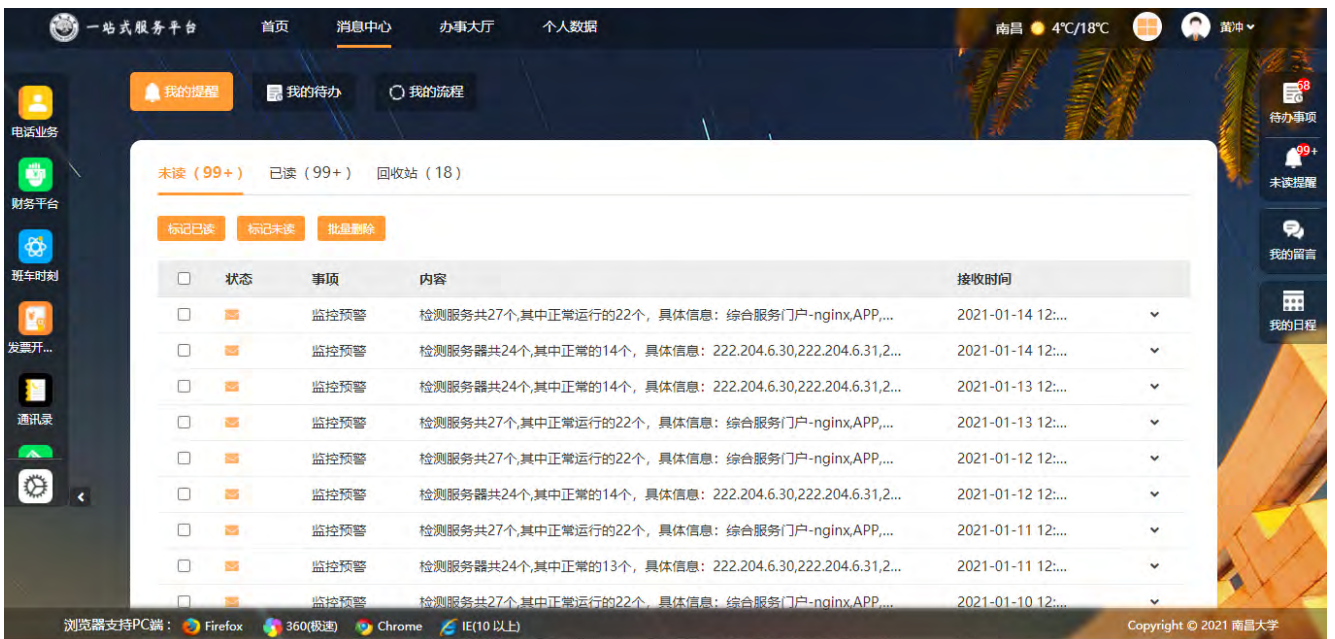 一站式服务平台 首页 消息中心 办事大厅 个人数据 南昌 4℃/18℃ 黄冲
我的提醒 我的待办 我的流程
电话业务
财务平台
班车时刻
发票开...
通讯录
未读（99+） 已读（99+） 回收站（18）
标记已读 标记未读 批量删除
状态 事项 内容 接收时间
监控预警 检测服务共27个,其中正常运行的22个，具体信息：综合服务门户-nginx,APP,... 2021-01-14 12:...
监控预警 检测服务器共24个,其中正常的14个，具体信息：222.204.6.30,222.204.6.31,2... 2021-01-14 12:...
监控预警 检测服务器共24个,其中正常的14个，具体信息：222.204.6.30,222.204.6.31,2... 2021-01-13 12:...
监控预警 检测服务共27个,其中正常运行的22个，具体信息：综合服务门户-nginx,APP,... 2021-01-13 12:...
监控预警 检测服务共27个,其中正常运行的22个，具体信息：综合服务门户-nginx,APP,... 2021-01-12 12:...
监控预警 检测服务器共24个,其中正常的14个，具体信息：222.204.6.30,222.204.6.31,2... 2021-01-12 12:...
监控预警 检测服务共27个,其中正常运行的22个，具体信息：综合服务门户-nginx,APP,... 2021-01-11 12:...
监控预警 检测服务器共24个,其中正常的13个，具体信息：222.204.6.30,222.204.6.31,2... 2021-01-11 12:...
监控预警 检测服务共27个,其中正常运行的22个，具体信息：综合服务门户-nginx,APP,... 2021-01-10 12:...
68
待办事项
99+
未读提醒
我的留言
我的日程
浏览器支持PC端： Firefox 360(极速) Chrome IE(10 以上) Copyright © 2021 南昌大学